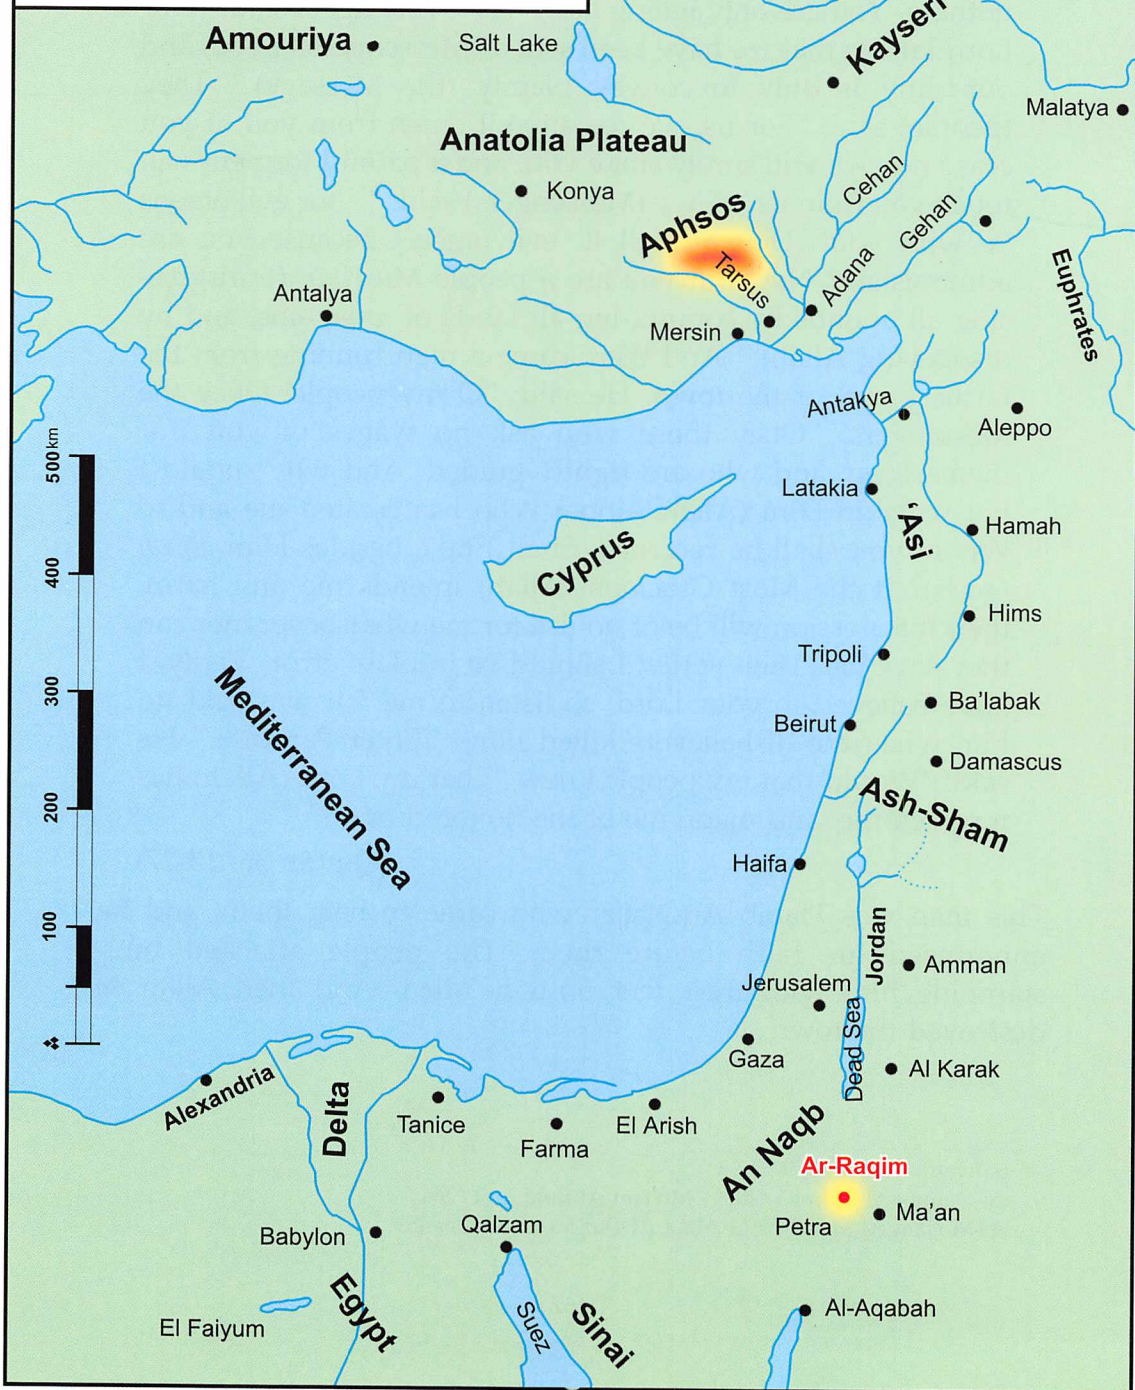 Amouriya
Salt Lake
Kayseri
Malatya
Anatolia Plateau
Konya
Aphsos
Cehan
Gehan
Euphrates
Tarsus
Adana
Antalya
Mersin
Antakya
Aleppo
500 km
Latakia
'Asi
Hamah
Cyprus
400
Hims
Tripoli
Mediterranean Sea
300
Ba'labak
Beirut
Damascus
200
Ash-Sham
Haifa
100
Jordan
Amman
Jerusalem
Dead Sea
Gaza
Al Karak
Alexandria
Delta
Tanice
Farma
El Arish
An Naqb
Ar-Raqim
Petra
Ma'an
Babylon
Qalzam
Egypt
El Faiyum
Suez
Sinai
Al-Aqabah